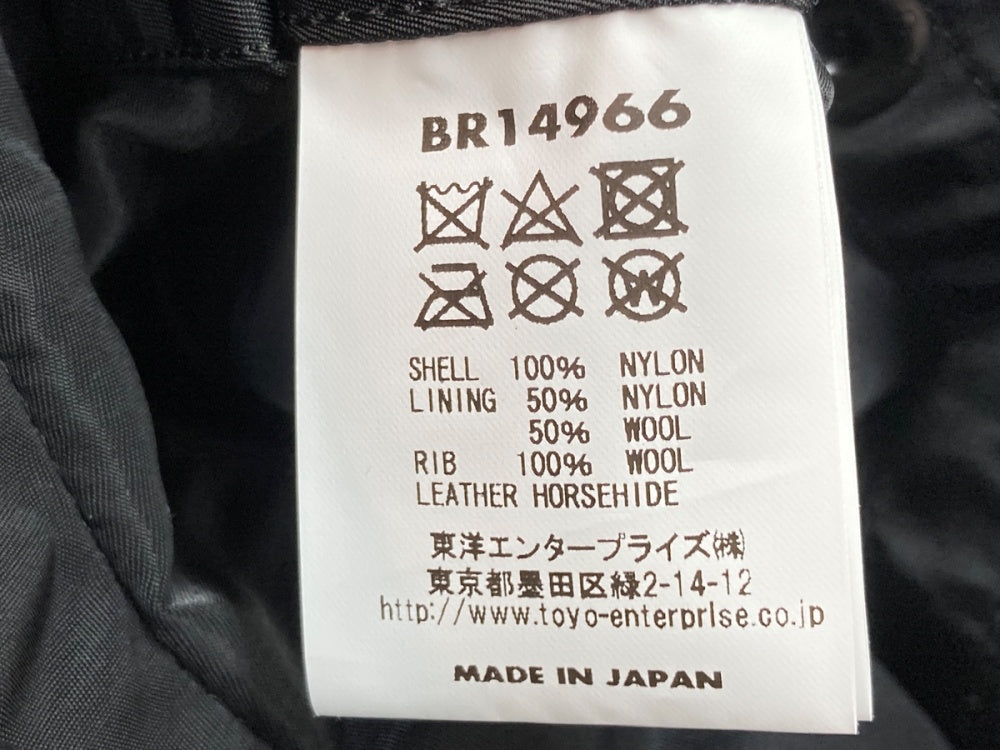 BR14966
W
SHELL 100% NYLON
LINING 50% NYLON
50% WOOL
RIB 100% WOOL
LEATHER HORSEHIDE
東洋エンタープライズ㈱
東京都墨田区緑2-14-12
http://www.toyo-enterprise.co.jp
MADE IN JAPAN